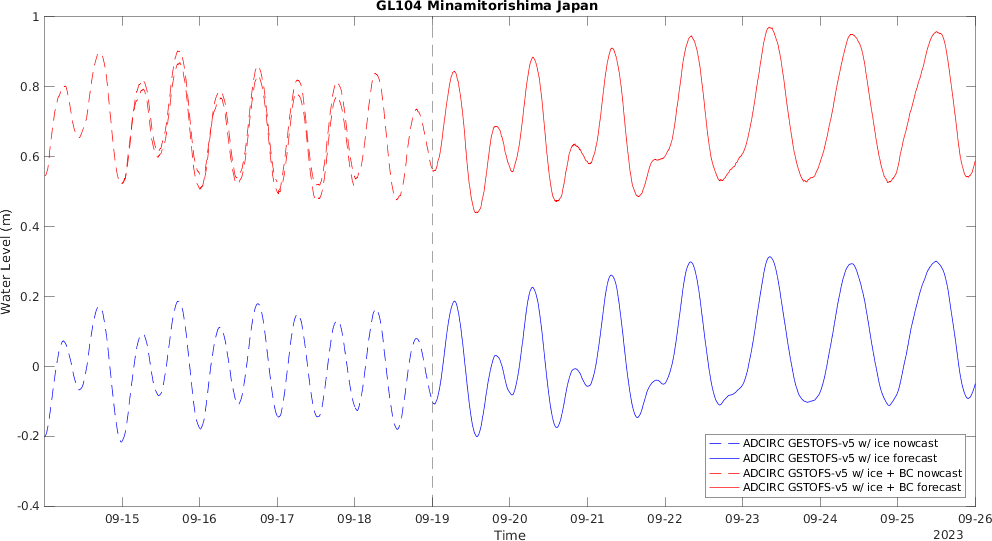 GL104 Minamitorishima Japan
1
0.8
0.6
0.4
0.2
0
-0.2
-0.4
Water Level (m)
09-15 09-16 09-17 09-18 09-19 09-20 09-21 09-22 09-23 09-24 09-25 09-26
Time
2023
ADCIRC GESTOFS-v5 w/ ice nowcast
ADCIRC GESTOFS-v5 w/ ice forecast
ADCIRC GSTOFS-v5 w/ ice + BC nowcast
ADCIRC GSTOFS-v5 w/ ice + BC forecast